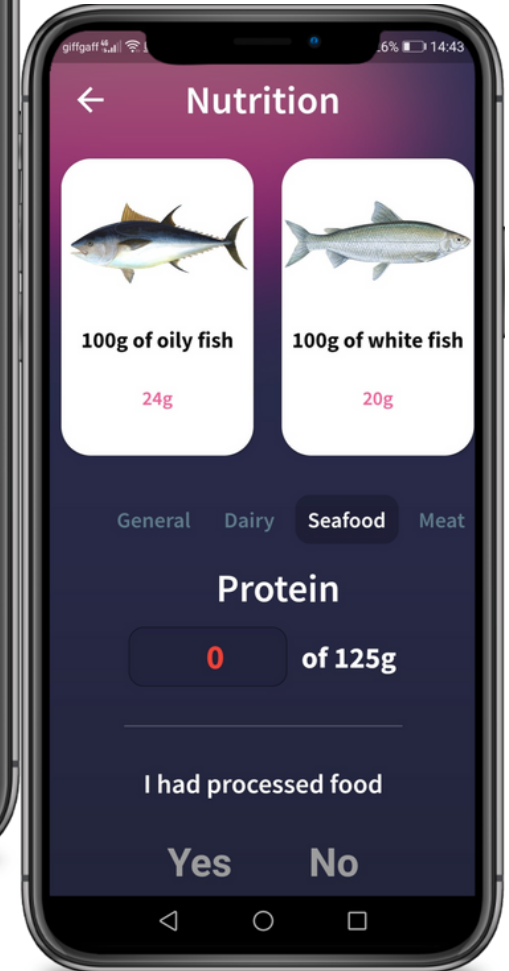 giffgaff 6% 14:43
Nutrition
100g of oily fish 100g of white fish
24g 20g
General Dairy Seafood Meat
Protein
0 of 125g
I had processed food
Yes No